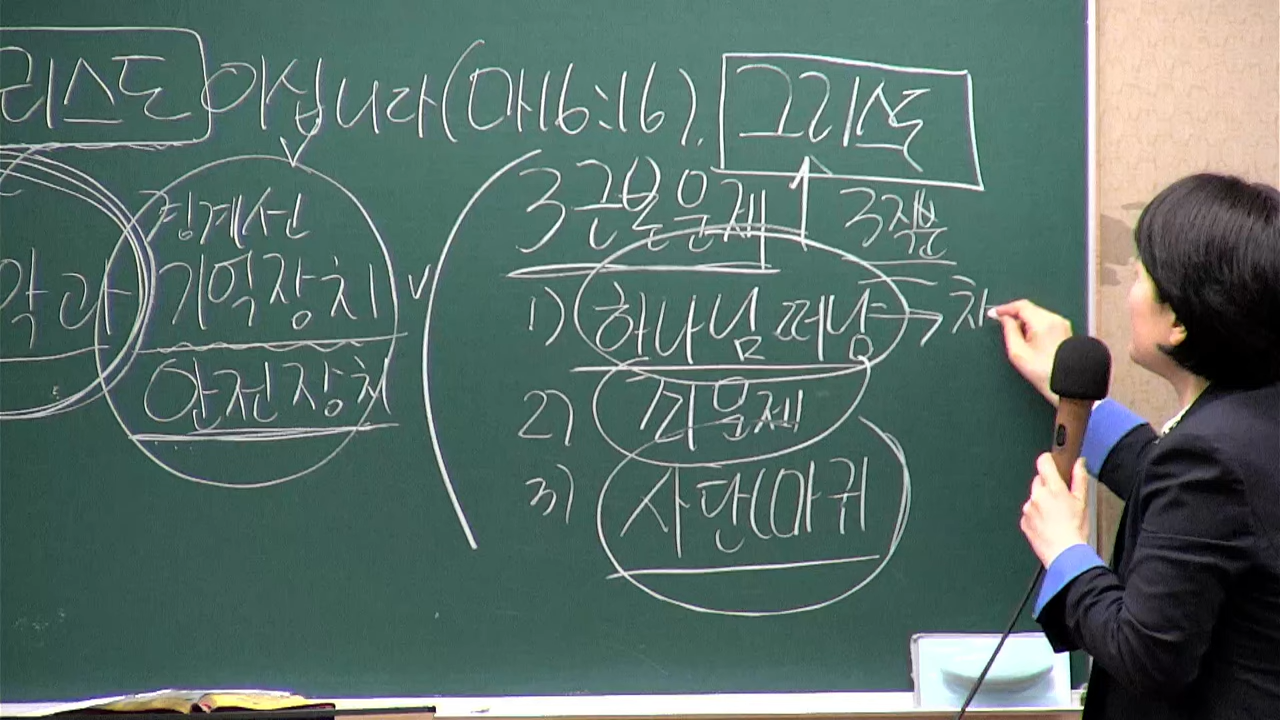 리스도 이십니다(마16:16). 그리스도
경계선
기억장치
안전장치
3근본문제 3직분
1) 하나님떠남 → 차
2) 죄문제
3) 사단(마귀